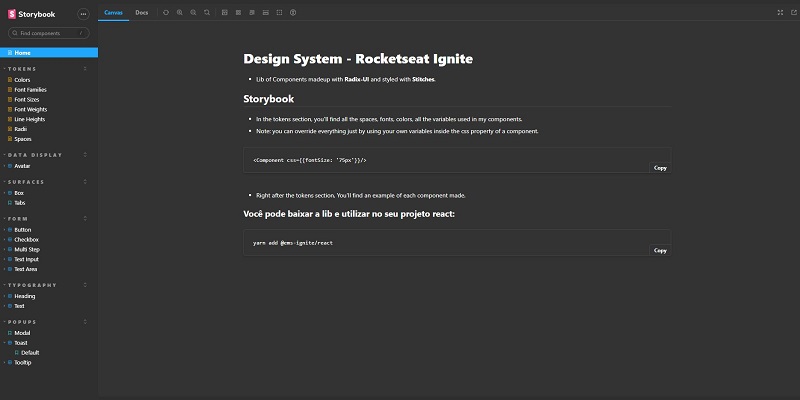 Storybook
Find components
/
Home
TOKENS
Colors
Font Families
Font Sizes
Font Weights
Line Heights
Radii
Spaces
DATA DISPLAY
Avatar
SURFACES
Box
Tabs
FORM
Button
Checkbox
Multi Step
Text Input
Text Area
TYPOGRAPHY
Heading
Text
POPUPS
Modal
Toast
Default
Tooltip
Canvas Docs
Design System - Rocketseat Ignite
Lib of Components madeup with Radix-UI and styled with Stitches.
Storybook
In the tokens section, you'll find all the spaces, fonts, colors, all the variables used in my components.
Note: you can override everything just by using your own variables inside the css property of a component.
<Component css={{fontSize: '75px'}}/>
Copy
Right after the tokens section, You'll find an example of each component made.
Você pode baixar a lib e utilizar no seu projeto react:
yarn add @ems-ignite/react
Copy